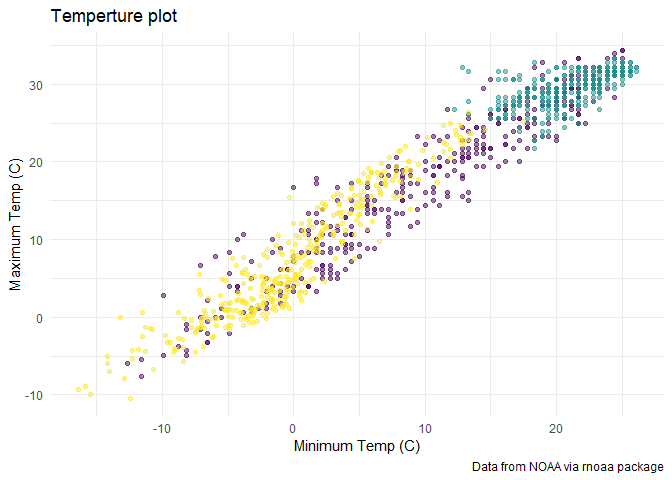 Temperture plot
Maximum Temp (C)
30
20
10
0
-10
-10 0 10 20
Minimum Temp (C)
Data from NOAA via rnoaa package